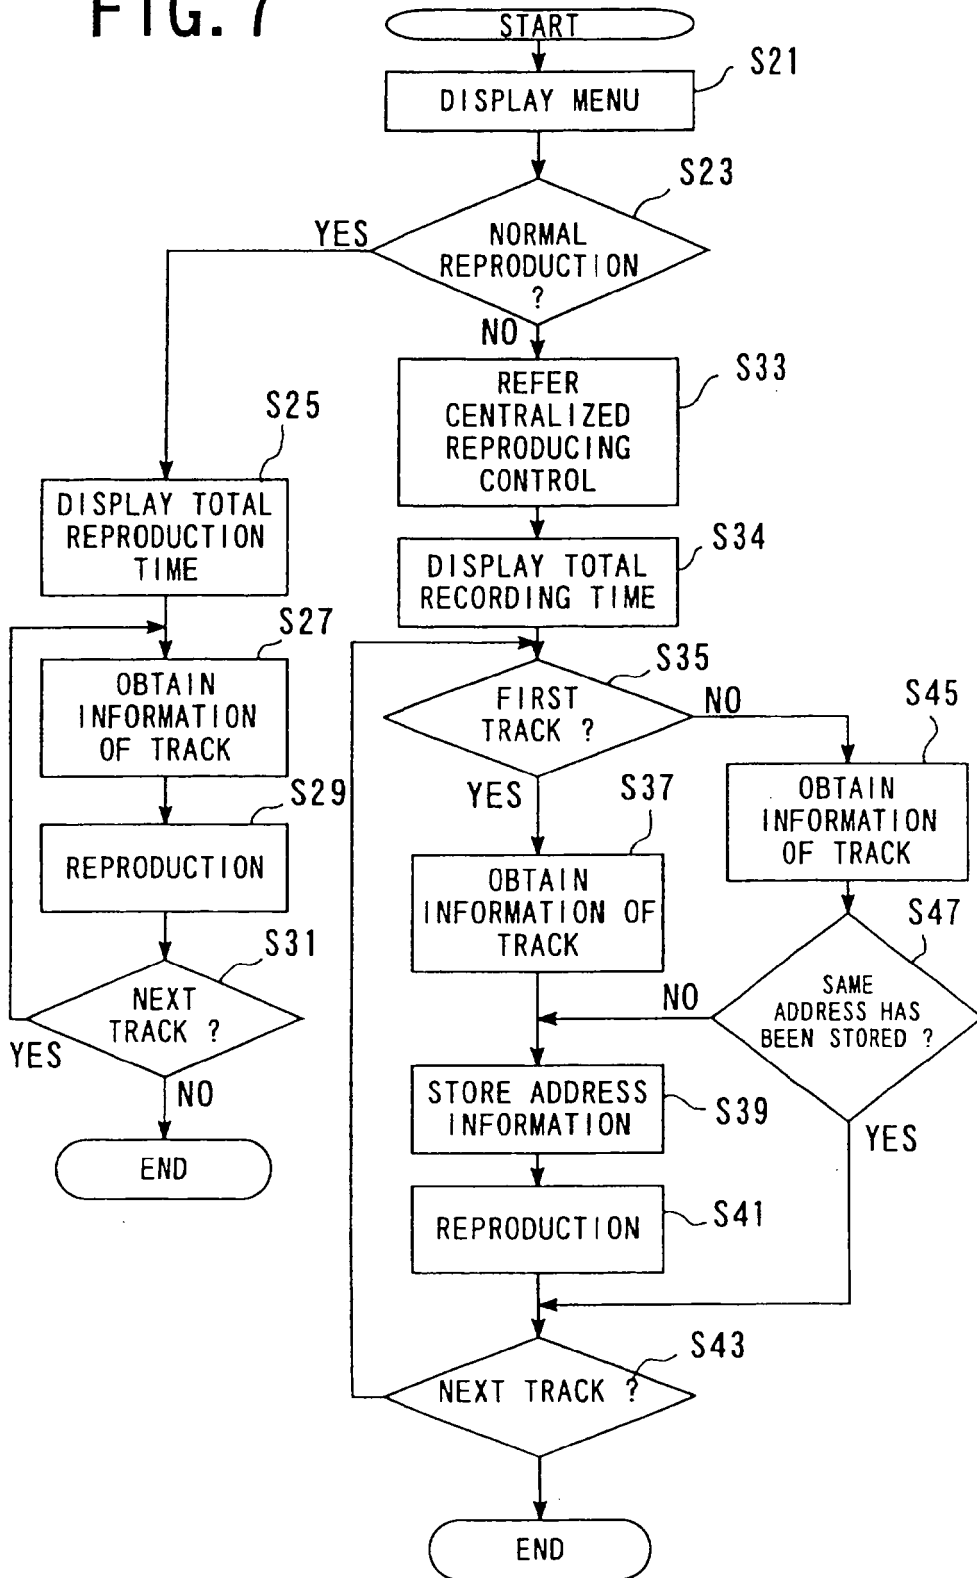 FIG. 7
START
S21
DISPLAY MENU
S23
YES
NORMAL
REPRODUCTION
?
NO
S33
REFER
CENTRALIZED
REPRODUCING
CONTROL
S25
DISPLAY TOTAL
REPRODUCTION
TIME
S34
DISPLAY TOTAL
RECORDING TIME
S27
OBTAIN
INFORMATION
OF TRACK
S35
FIRST
TRACK ?
NO
YES
S45
OBTAIN
INFORMATION
OF TRACK
S29
REPRODUCTION
S37
OBTAIN
INFORMATION OF
TRACK
S47
SAME
ADDRESS HAS
BEEN STORED ?
NO
YES
S31
NEXT
TRACK ?
YES
NO
END
STORE ADDRESS
INFORMATION
S39
REPRODUCTION
S41
S43
NEXT TRACK ?
END